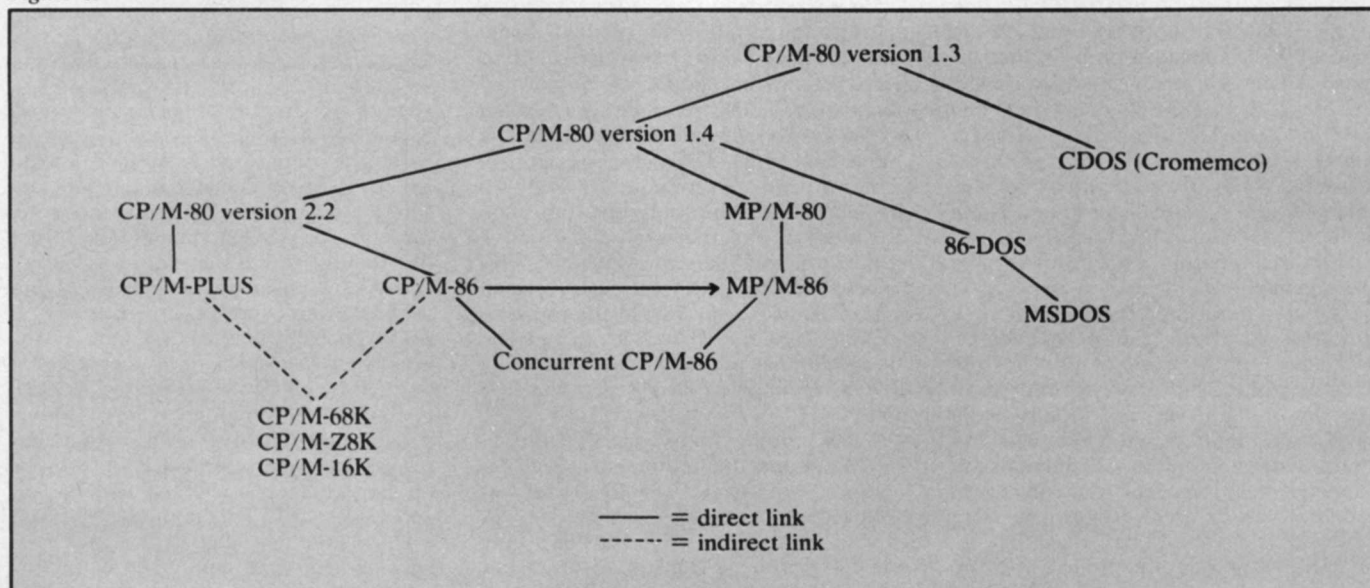 CP/M-80 version 1.3
CP/M-80 version 1.4
CDOS (Cromemco)
CP/M-80 version 2.2
MP/M-80
86-DOS
CP/M-PLUS
CP/M-86
MP/M-86
MSDOS
Concurrent CP/M-86
CP/M-68K
CP/M-Z8K
CP/M-16K
= direct link
= indirect link